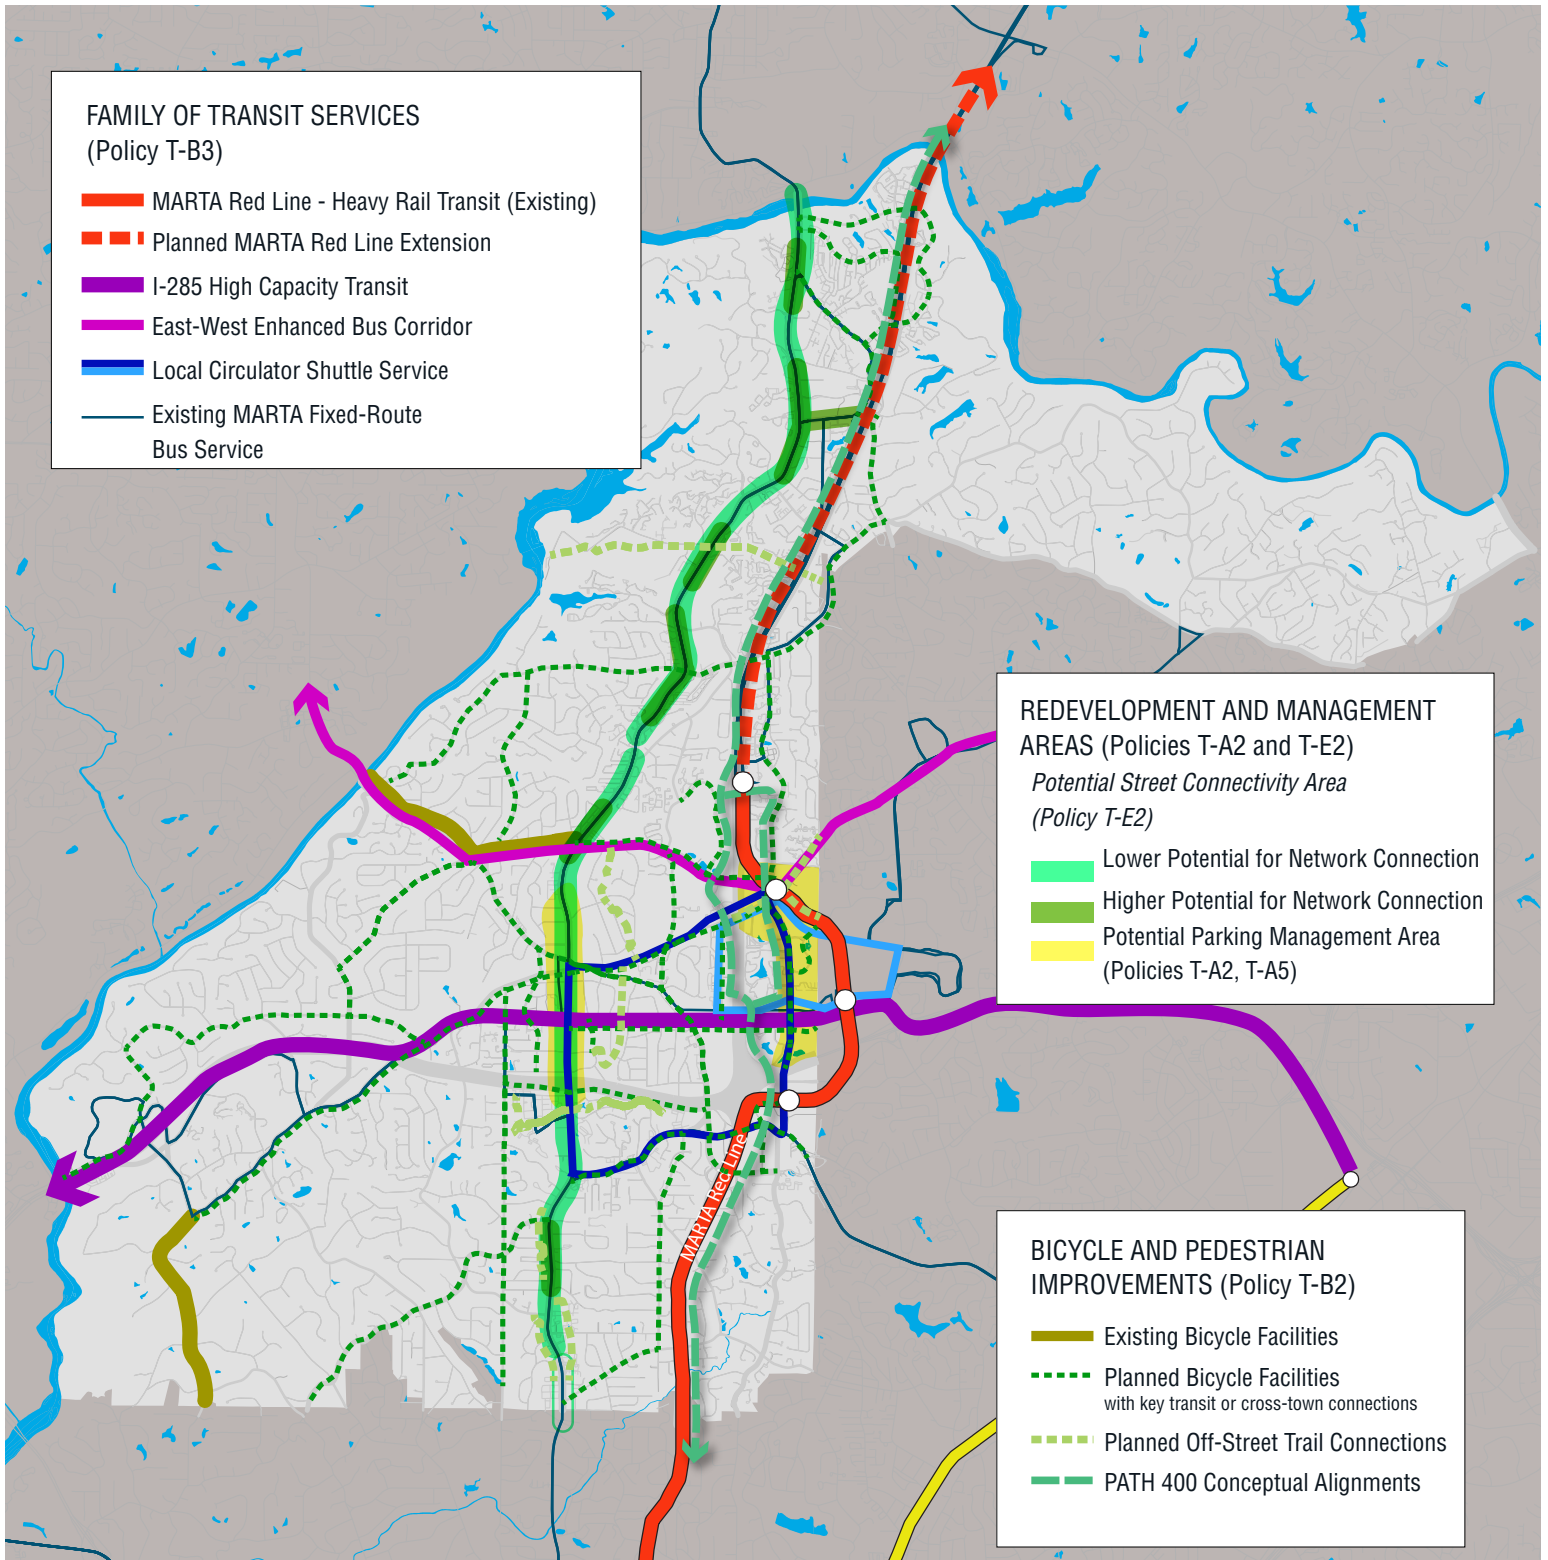 FAMILY OF TRANSIT SERVICES
(Policy T-B3)
MARTA Red Line - Heavy Rail Transit (Existing)
Planned MARTA Red Line Extension
I-285 High Capacity Transit
East-West Enhanced Bus Corridor
Local Circulator Shuttle Service
Existing MARTA Fixed-Route
Bus Service
REDEVELOPMENT AND MANAGEMENT
AREAS (Policies T-A2 and T-E2)
Potential Street Connectivity Area
(Policy T-E2)
Lower Potential for Network Connection
Higher Potential for Network Connection
Potential Parking Management Area
(Policies T-A2, T-A5)
MARTA Red Line
BICYCLE AND PEDESTRIAN
IMPROVEMENTS (Policy T-B2)
Existing Bicycle Facilities
Planned Bicycle Facilities
with key transit or cross-town connections
Planned Off-Street Trail Connections
PATH 400 Conceptual Alignments